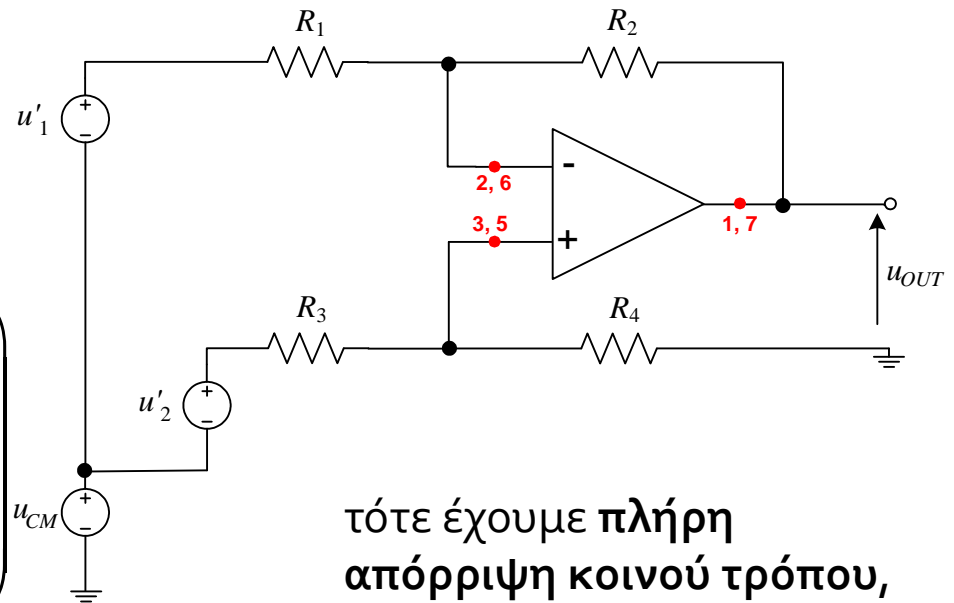 R1
R2
u'1
+
−
-
2, 6
3, 5
+
1, 7
uOUT
R3
R4
u'2
+
−
uCM
+
−
τότε έχουμε πλήρη
απόρριψη κοινού τρόπου,